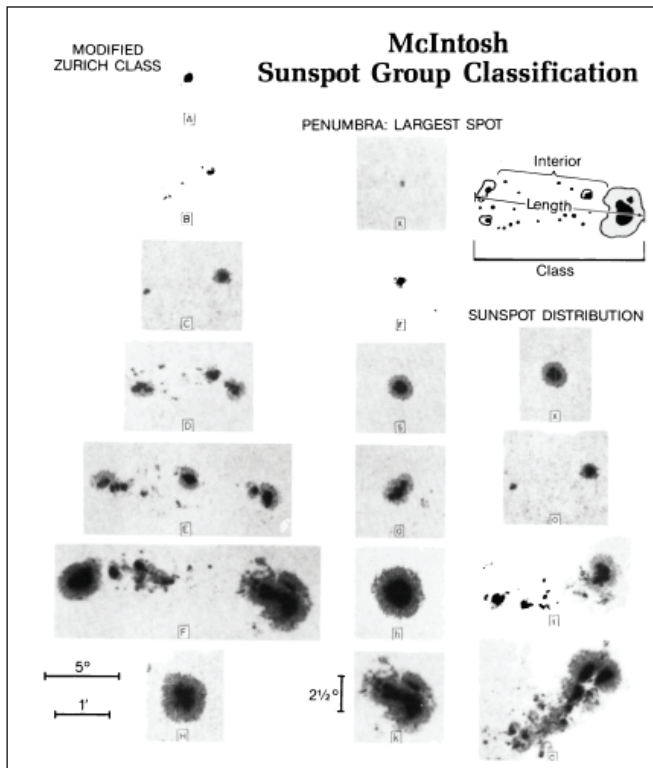 MODIFIED
ZURICH CLASS
McIntosh
Sunspot Group Classification
A
B
C
D
E
F
H
5°
1'
PENUMBRA: LARGEST SPOT
x
r
s
a
h
k
2½°
Interior
Length
Class
SUNSPOT DISTRIBUTION
x
o
i
c